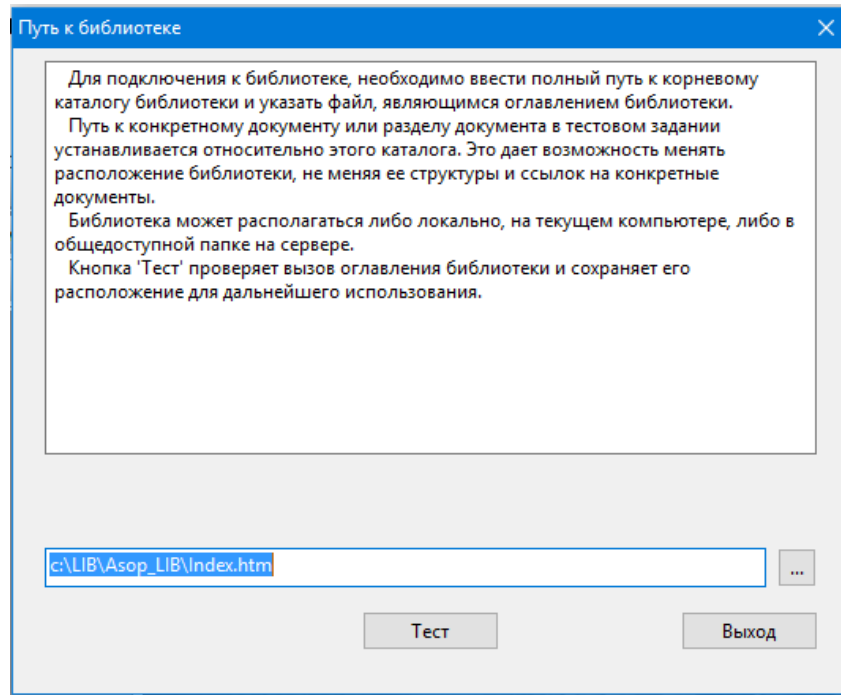 Путь к библиотеке
Для подключения к библиотеке, необходимо ввести полный путь к корневому
каталогу библиотеки и указать файл, являющимся оглавлением библиотеки.
Путь к конкретному документу или разделу документа в тестовом задании
устанавливается относительно этого каталога. Это дает возможность менять
расположение библиотеки, не меняя ее структуры и ссылок на конкретные
документы.
Библиотека может располагаться либо локально, на текущем компьютере, либо в
общедоступной папке на сервере.
Кнопка 'Тест' проверяет вызов оглавления библиотеки и сохраняет его
расположение для дальнейшего использования.
c:\LIB\Asop_LIB\Index.htm
...
Тест
Выход